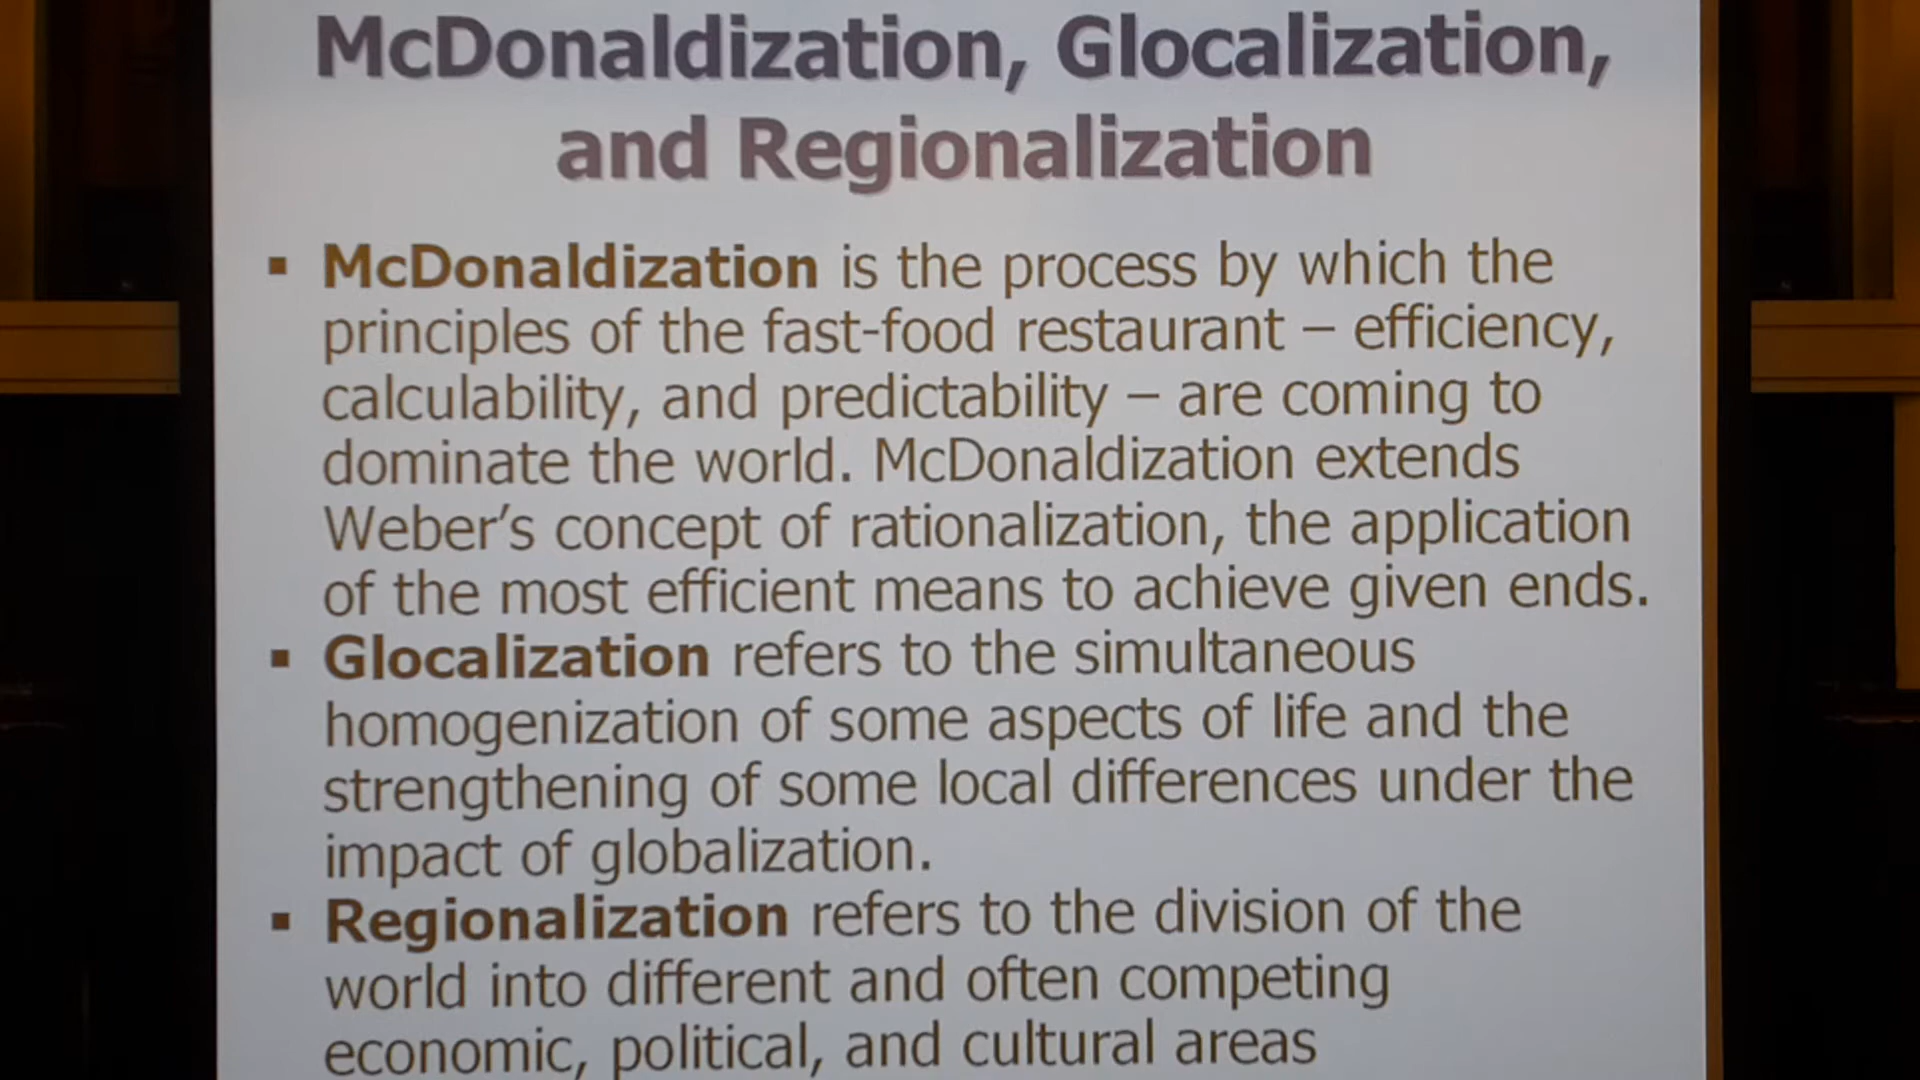 McDonaldization, Glocalization,
and Regionalization
▪ McDonaldization is the process by which the
principles of the fast-food restaurant – efficiency,
calculability, and predictability – are coming to
dominate the world. McDonaldization extends
Weber’s concept of rationalization, the application
of the most efficient means to achieve given ends.
▪ Glocalization refers to the simultaneous
homogenization of some aspects of life and the
strengthening of some local differences under the
impact of globalization.
▪ Regionalization refers to the division of the
world into different and often competing
economic, political, and cultural areas